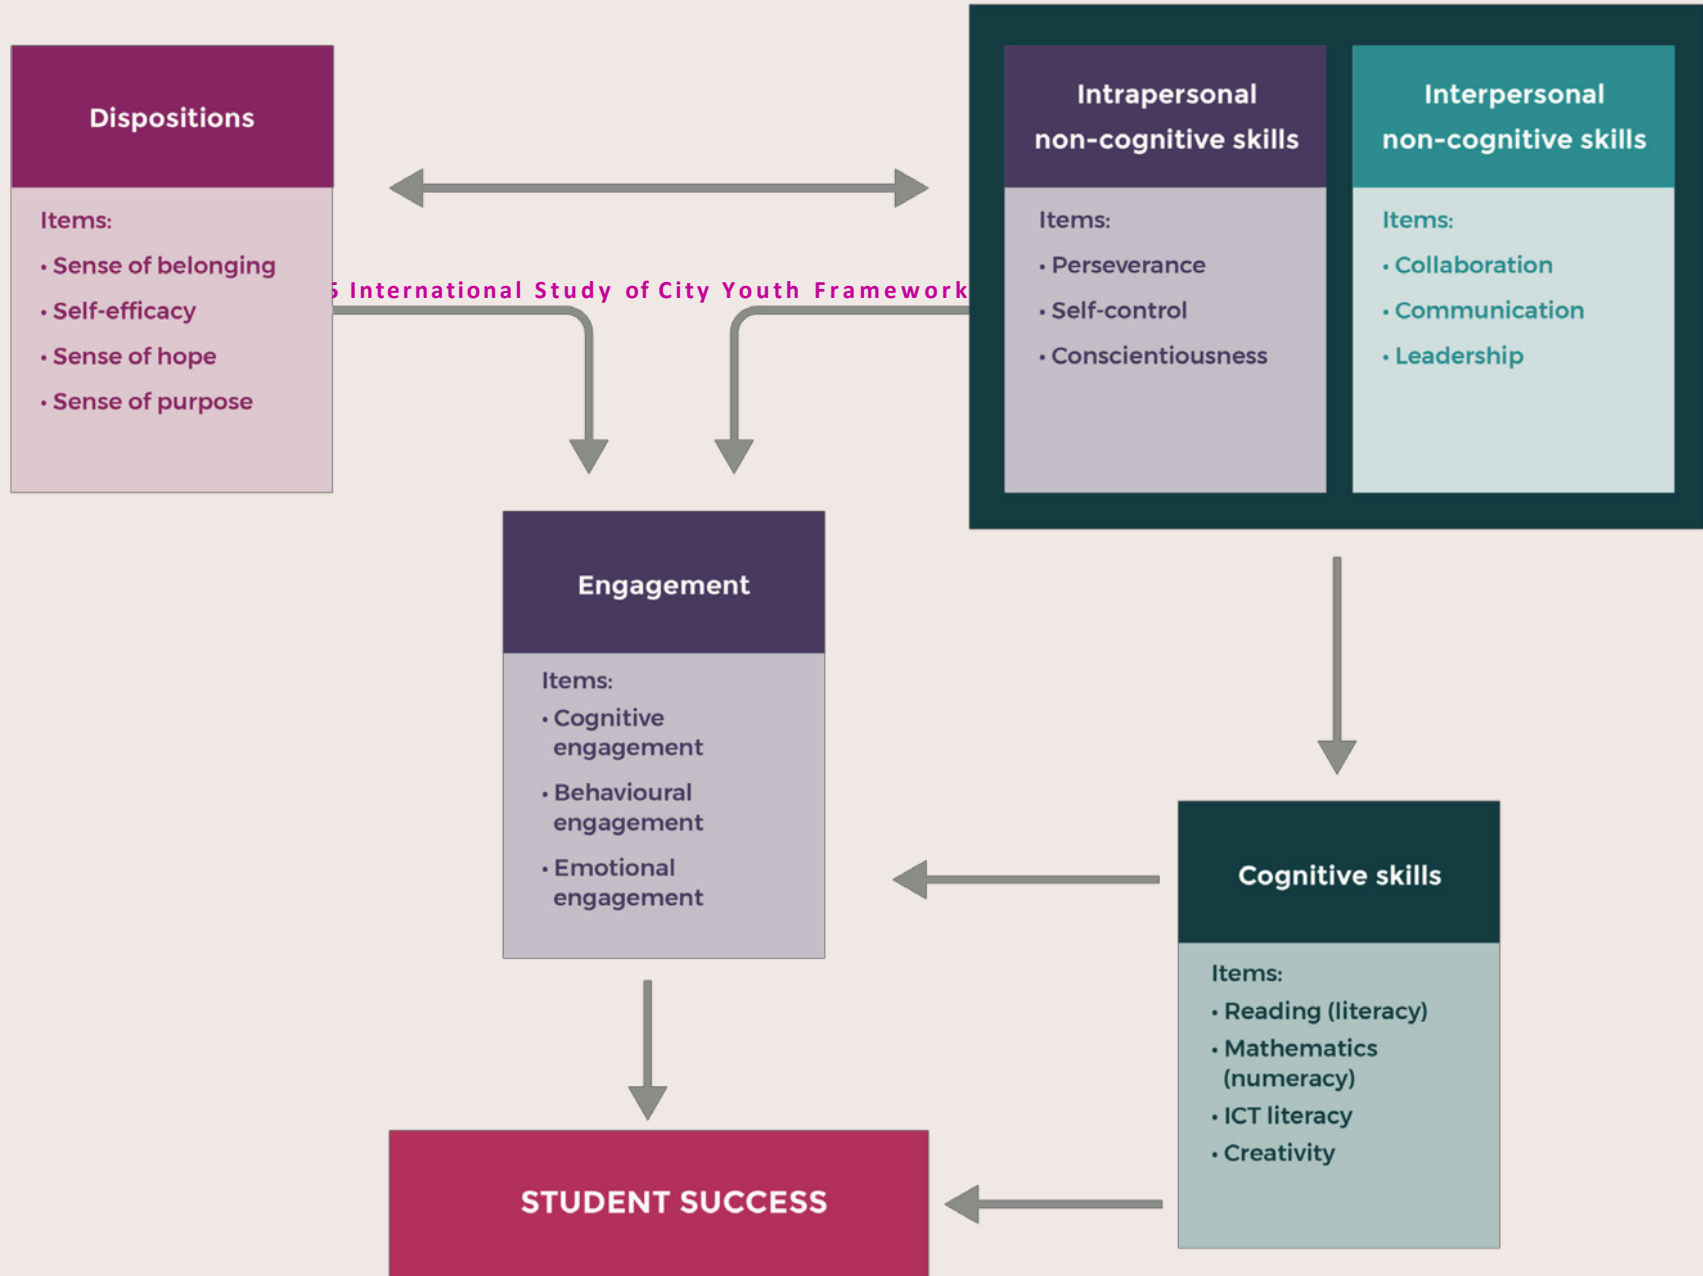 Dispositions
Items:
• Sense of belonging
• Self-efficacy
• Sense of hope
• Sense of purpose
Intrapersonal
non-cognitive skills
Items:
• Perseverance
• Self-control
• Conscientiousness
Interpersonal
non-cognitive skills
Items:
• Collaboration
• Communication
• Leadership
International Study of City Youth Framework
Engagement
Items:
• Cognitive
engagement
• Behavioural
engagement
• Emotional
engagement
Cognitive skills
Items:
• Reading (literacy)
• Mathematics
(numeracy)
• ICT literacy
• Creativity
STUDENT SUCCESS